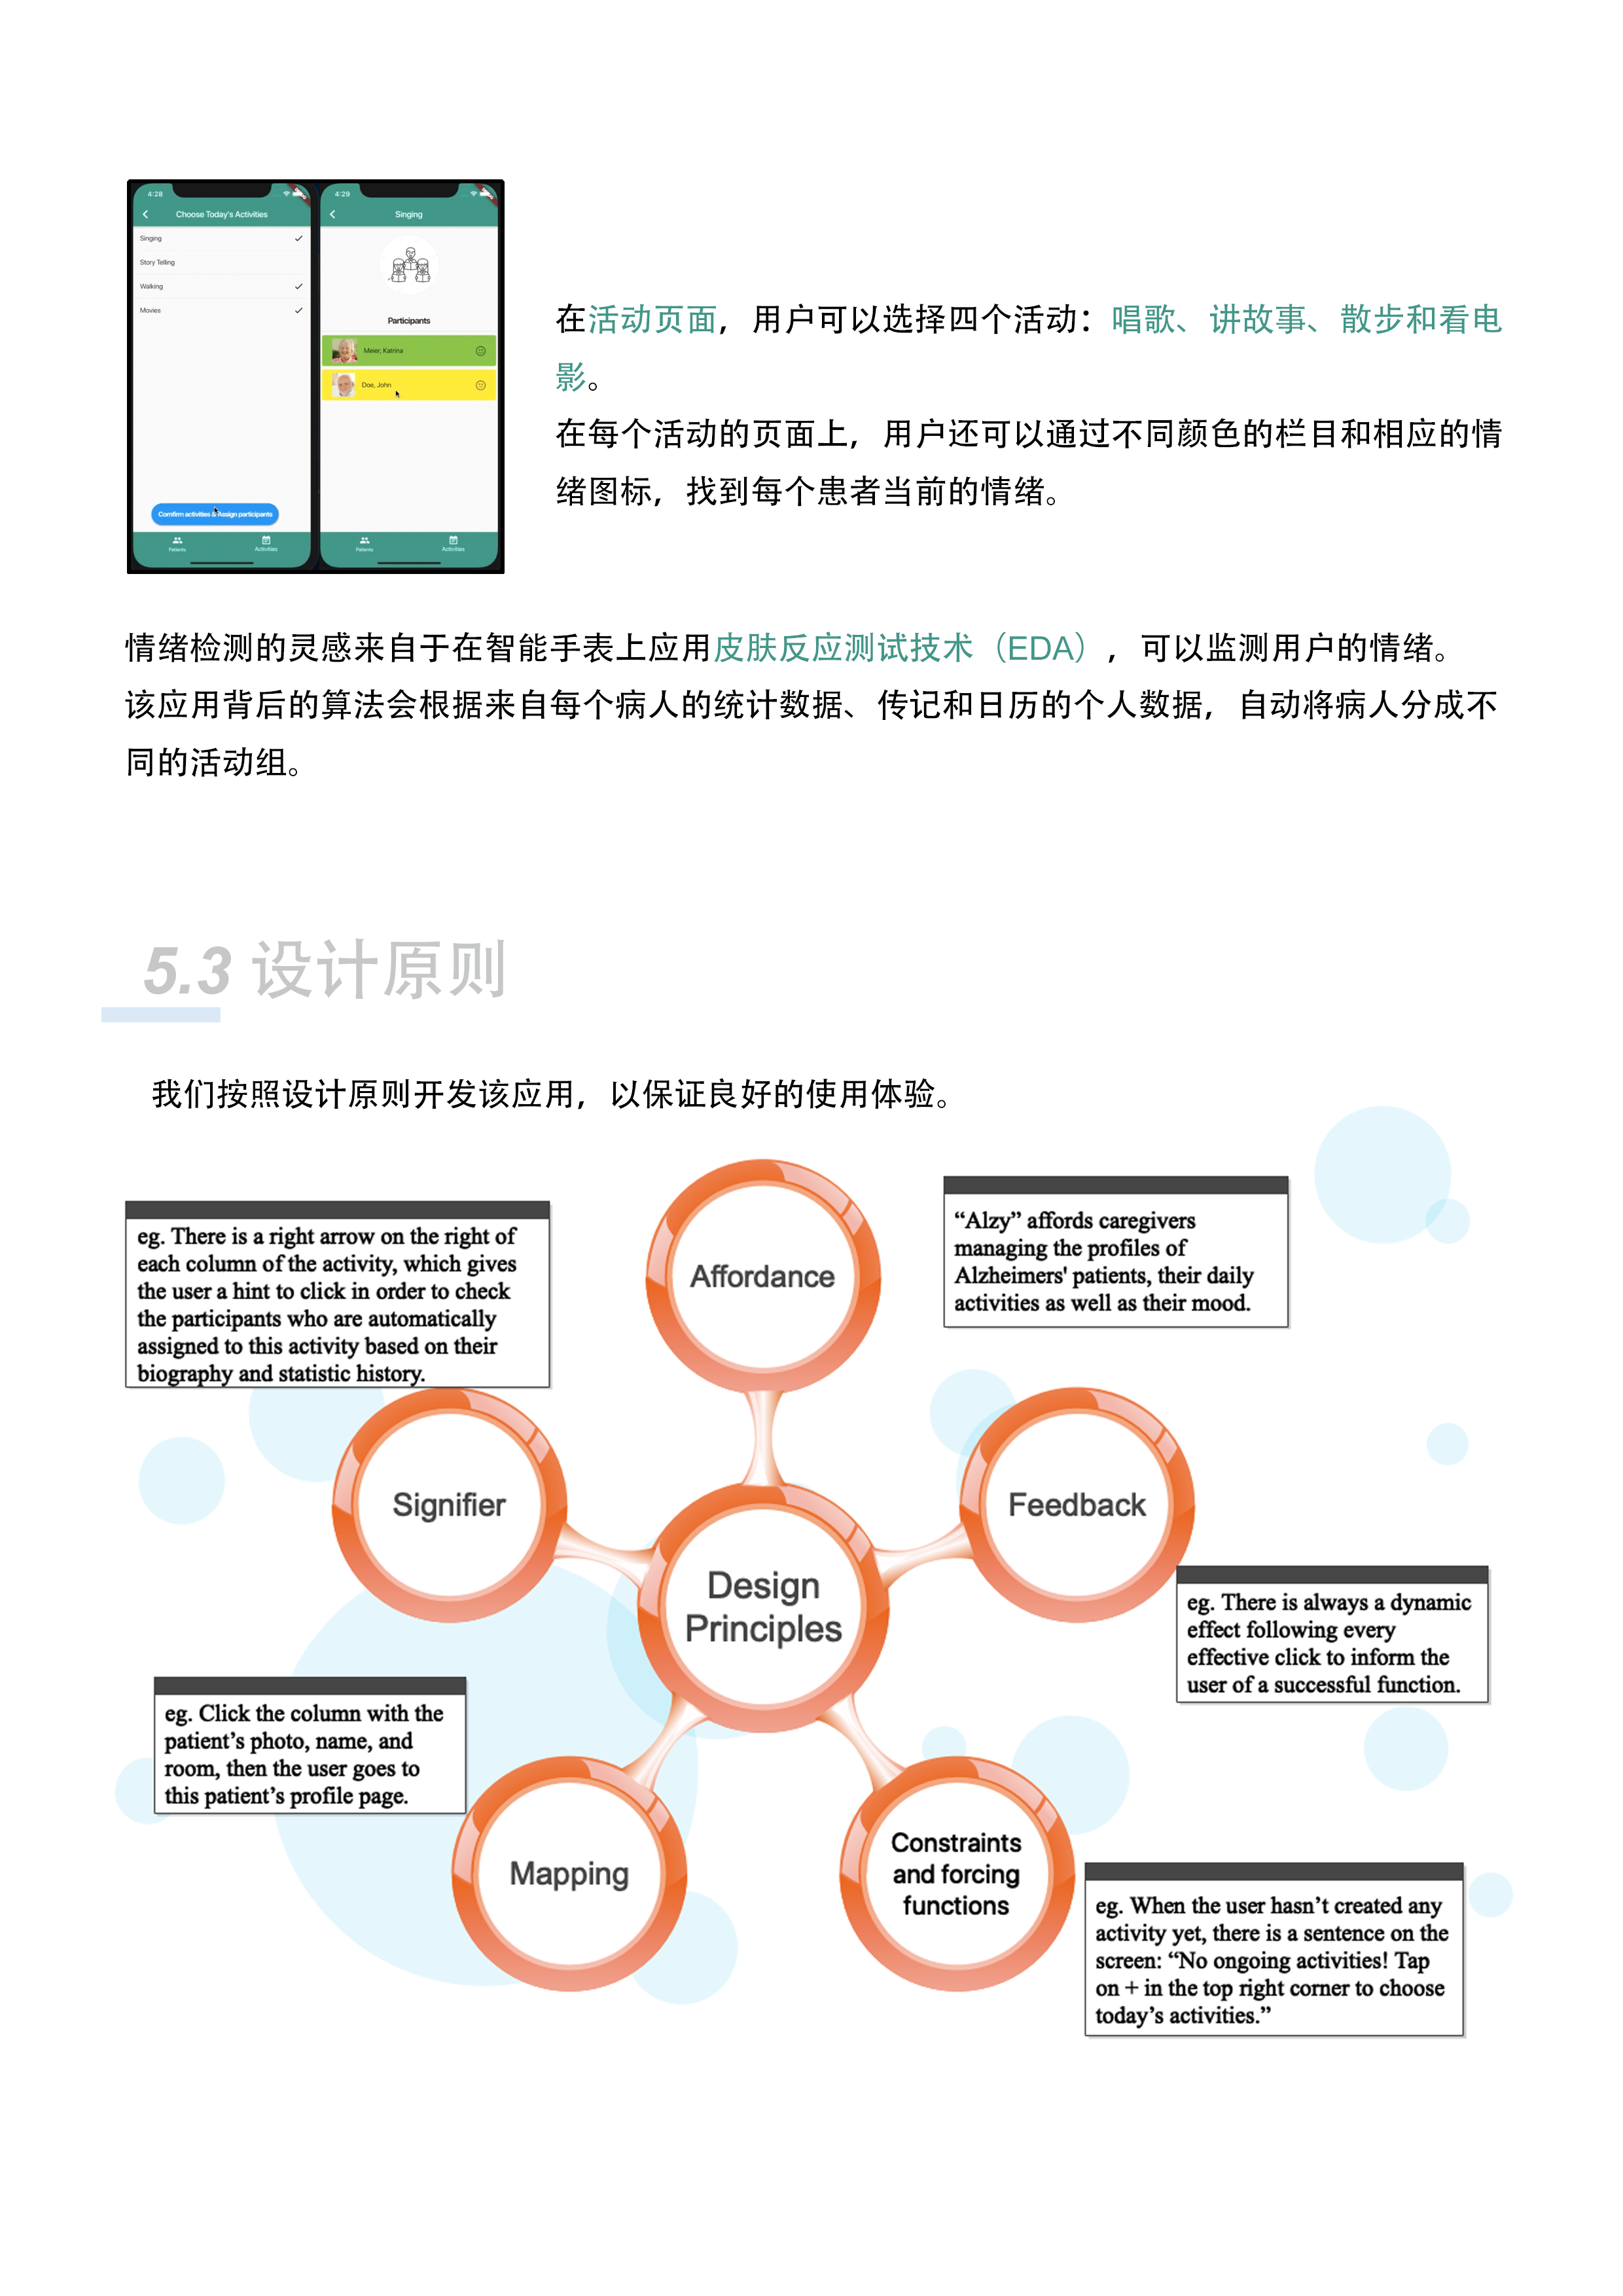 4:28
Choose Today's Activities
Singing
Story Telling
Walking
Movies
Comfirm activities & Assign participants
Patients
Activities
4:29
Singing
Participants
Meier, Katrina
Doe, John
Patients
Activities
在活动页面，用户可以选择四个活动：唱歌、讲故事、散步和看电
影。
在每个活动的页面上，用户还可以通过不同颜色的栏目和相应的情
绪图标，找到每个患者当前的情绪。
情绪检测的灵感来自于在智能手表上应用皮肤反应测试技术（EDA），可以监测用户的情绪。
该应用背后的算法会根据来自每个病人的统计数据、传记和日历的个人数据，自动将病人分成不
同的活动组。
5.3 设计原则
我们按照设计原则开发该应用，以保证良好的使用体验。
eg. There is a right arrow on the right of
each column of the activity, which gives
the user a hint to click in order to check
the participants who are automatically
assigned to this activity based on their
biography and statistic history.
Affordance
“Alzy” affords caregivers
managing the profiles of
Alzheimers' patients, their daily
activities as well as their mood.
Signifier
Feedback
Design
Principles
eg. There is always a dynamic
effect following every
effective click to inform the
user of a successful function.
eg. Click the column with the
patient’s photo, name, and
room, then the user goes to
this patient’s profile page.
Mapping
Constraints
and forcing
functions
eg. When the user hasn’t created any
activity yet, there is a sentence on the
screen: “No ongoing activities! Tap
on + in the top right corner to choose
today’s activities.”